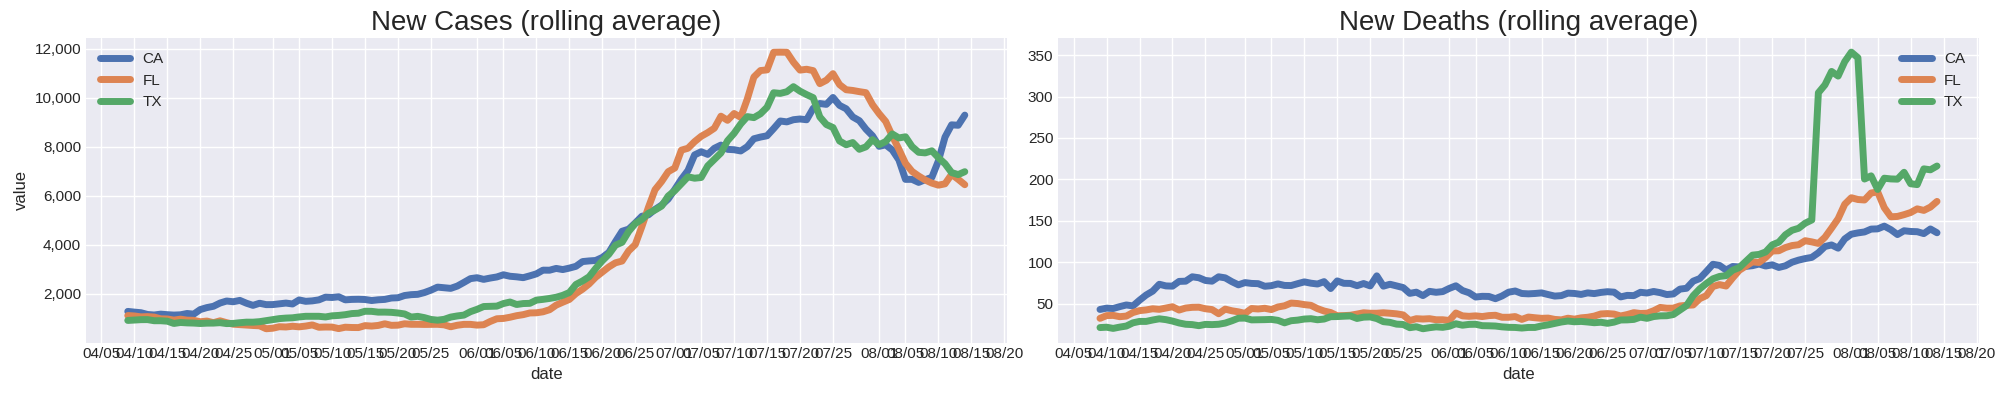 New Cases (rolling average)
12,000
10,000
8,000
6,000
4,000
2,000
value
CA
FL
TX
04/05 04/10 04/15 04/20 04/25 05/01 05/05 05/10 05/15 05/20 05/25 06/01 06/05 06/10 06/15 06/20 06/25 07/01 07/05 07/10 07/15 07/20 07/25 08/01 08/05 08/10 08/15 08/20
date
New Deaths (rolling average)
350
300
250
200
150
100
50
CA
FL
TX
04/05 04/10 04/15 04/20 04/25 05/01 05/05 05/10 05/15 05/20 05/25 06/01 06/05 06/10 06/15 06/20 06/25 07/01 07/05 07/10 07/15 07/20 07/25 08/01 08/05 08/10 08/15 08/20
date